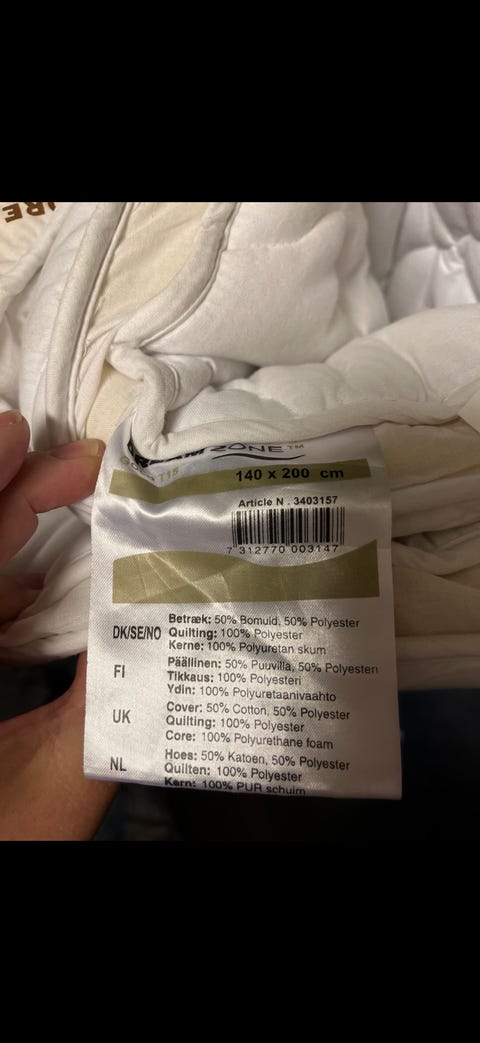 ZONE™
T15
140 x 200 cm
Article N . 3403157
7 312770 003147
DK/SE/NO
Betræk: 50% Bomuld, 50% Polyester
Quilting: 100% Polyester
Kerne: 100% Polyuretan skum
FI
Päällinen: 50% Puuvilla, 50% Polyesteri
Tikkaus: 100% Polyesteri
Ydin: 100% Polyuretaanivaahto
UK
Cover: 50% Cotton, 50% Polyester
Quilting: 100% Polyester
Core: 100% Polyurethane foam
NL
Hoes: 50% Katoen, 50% Polyester
Quilten: 100% Polyester
Kern: 100% PUR schuim